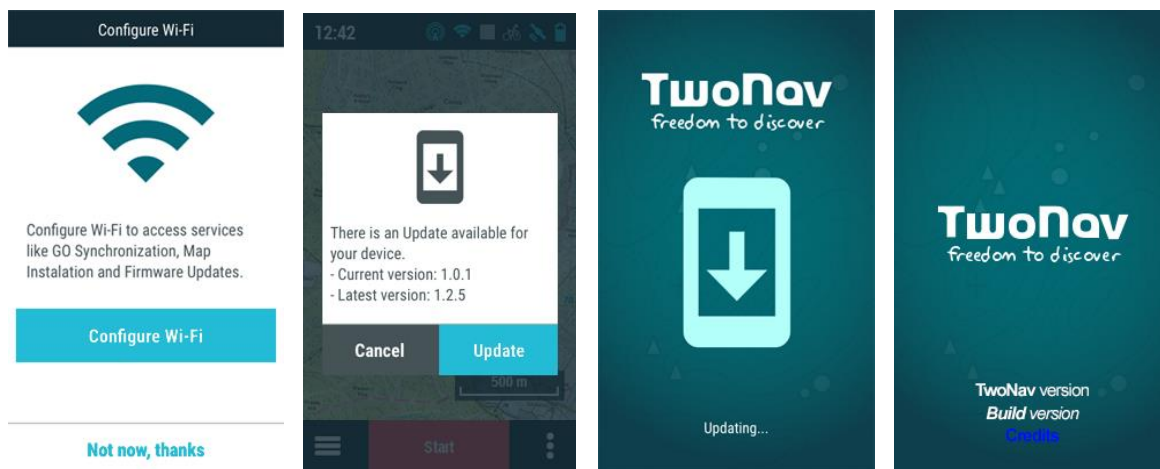 Configure Wi-Fi
Configure Wi-Fi to access services
like GO Synchronization, Map
Instalation and Firmware Updates.
Configure Wi-Fi
Not now, thanks
12:42
There is an Update available for
your device.
- Current version: 1.0.1
- Latest version: 1.2.5
Cancel
Update
500 m
Start
TwoNav
freedom to discover
Updating...
TwoNav
freedom to discover
TwoNav version
Build version
Credits